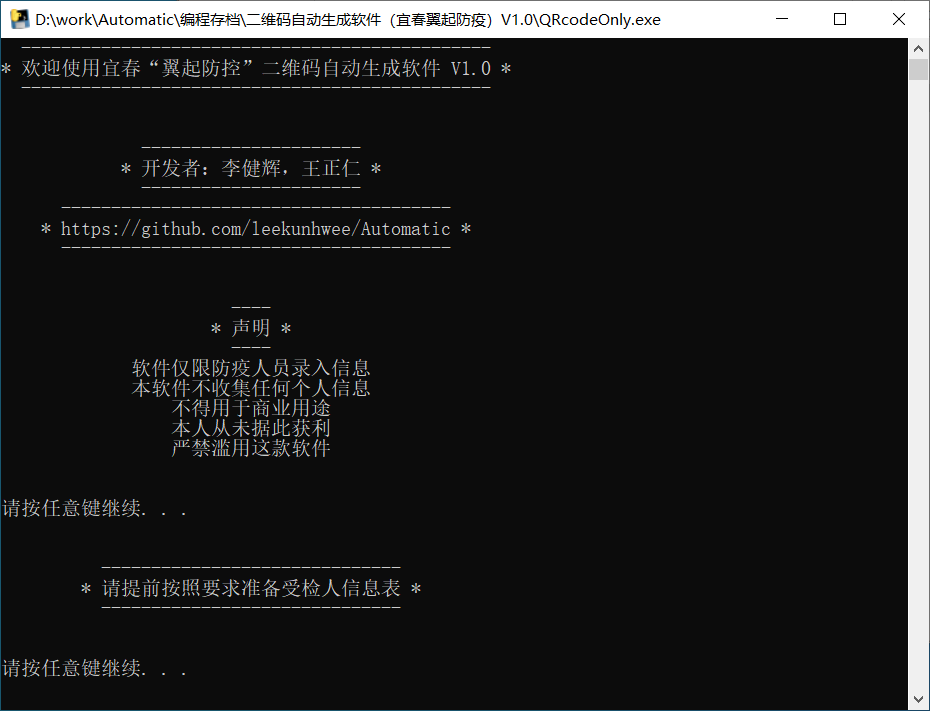 D:\work\Automatic\编程存档\二维码自动生成软件（宜春翼起防疫）V1.0\QRcodeOnly.exe
-----------------------------------------------
* 欢迎使用宜春“翼起防控”二维码自动生成软件 V1.0 *
-----------------------------------------------
----------------------
* 开发者：李健辉，王正仁 *
----------------------
---------------------------------------
* https://github.com/leekunhwee/Automatic *
---------------------------------------
----
* 声明 *
----
软件仅限防疫人员录入信息
本软件不收集任何个人信息
不得用于商业用途
本人从未据此获利
严禁滥用这款软件
请按任意键继续. . .
------------------------------
* 请提前按照要求准备受检人信息表 *
------------------------------
请按任意键继续. . .